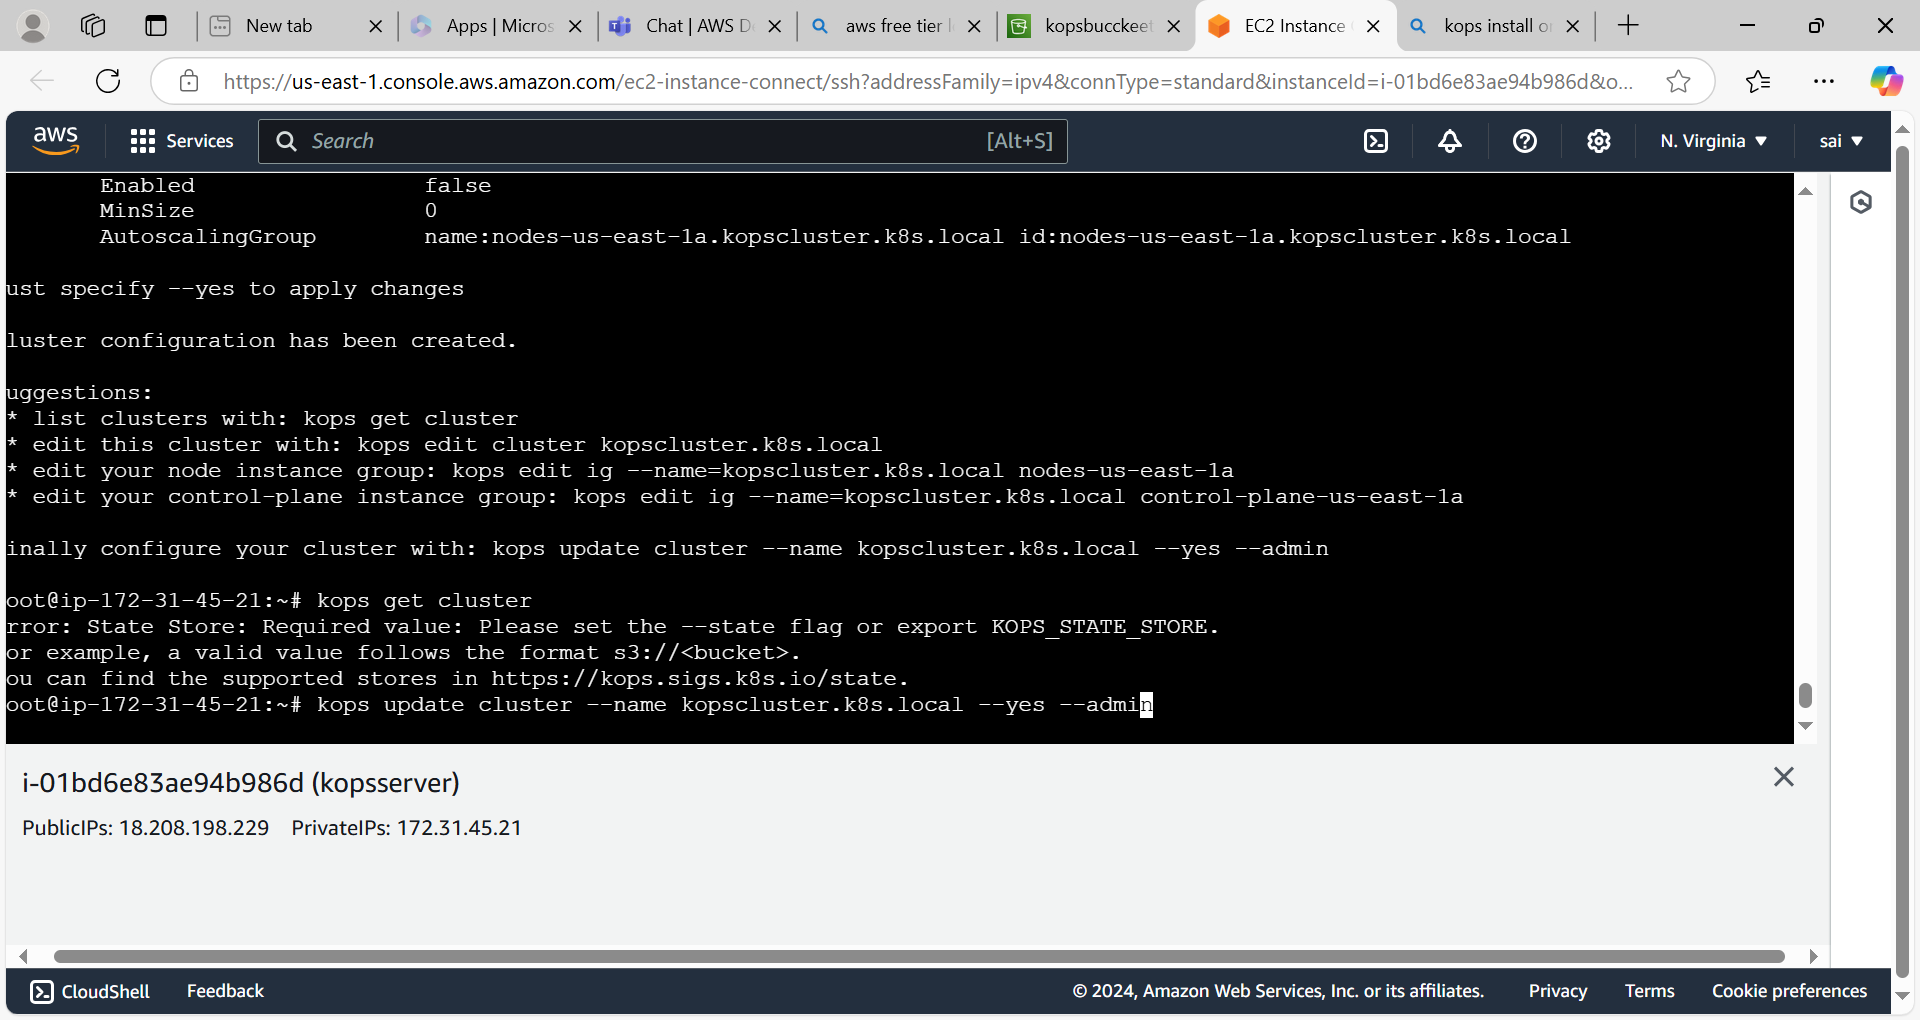 New tab
Apps | Micros
Chat | AWS D
aws free tier l
kopsbucckeet
EC2 Instance
kops install o
https://us-east-1.console.aws.amazon.com/ec2-instance-connect/ssh?addressFamily=ipv4&connType=standard&instanceId=i-01bd6e83ae94b986d&o...
aws
Services
Search
[Alt+S]
N. Virginia
sai
Enabled false
MinSize 0
AutoscalingGroup name:nodes-us-east-1a.kopscluster.k8s.local id:nodes-us-east-1a.kopscluster.k8s.local
ust specify --yes to apply changes
luster configuration has been created.
uggestions:
* list clusters with: kops get cluster
* edit this cluster with: kops edit cluster kopscluster.k8s.local
* edit your node instance group: kops edit ig --name=kopscluster.k8s.local nodes-us-east-1a
* edit your control-plane instance group: kops edit ig --name=kopscluster.k8s.local control-plane-us-east-1a
inally configure your cluster with: kops update cluster --name kopscluster.k8s.local --yes --admin
oot@ip-172-31-45-21:~# kops get cluster
rror: State Store: Required value: Please set the --state flag or export KOPS_STATE_STORE.
or example, a valid value follows the format s3://<bucket>.
ou can find the supported stores in https://kops.sigs.k8s.io/state.
oot@ip-172-31-45-21:~# kops update cluster --name kopscluster.k8s.local --yes --admin
i-01bd6e83ae94b986d (kopsserver)
PublicIPs: 18.208.198.229 PrivateIPs: 172.31.45.21
CloudShell
Feedback
© 2024, Amazon Web Services, Inc. or its affiliates.
Privacy
Terms
Cookie preferences